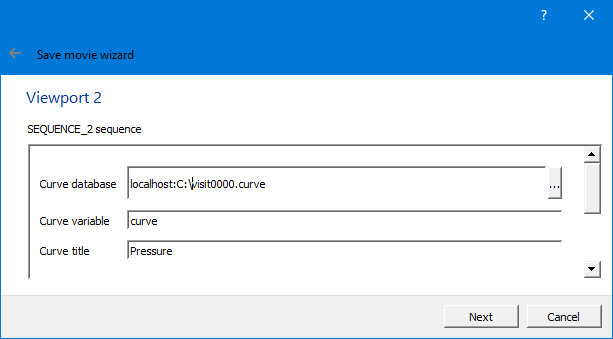 ?
Save movie wizard
Viewport 2
SEQUENCE_2 sequence
Curve database localhost:C:\visit0000.curve ...
Curve variable curve
Curve title Pressure
Next Cancel